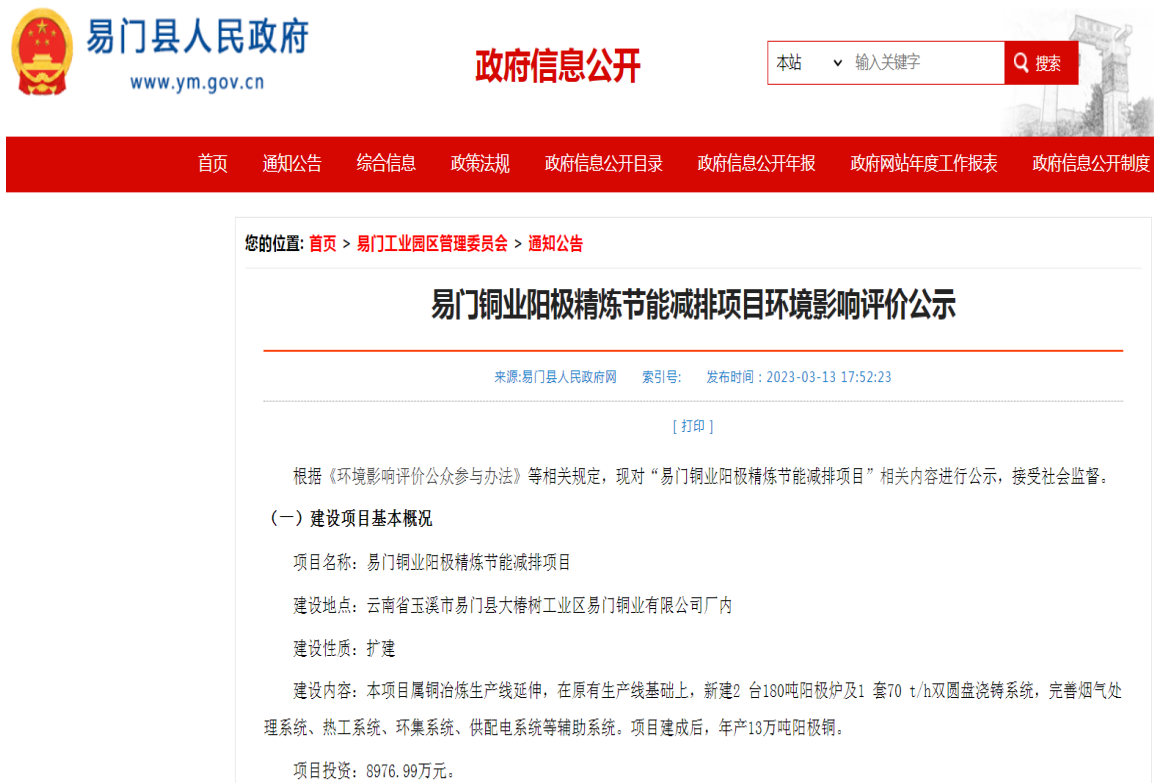 易门县人民政府
www.ym.gov.cn
政府信息公开
本站 输入关键字 搜索
首页 通知公告 综合信息 政策法规 政府信息公开目录 政府信息公开年报 政府网站年度工作报表 政府信息公开制度
您的位置: 首页 > 易门工业园区管理委员会 > 通知公告
易门铜业阳极精炼节能减排项目环境影响评价公示
来源:易门县人民政府网 索引号: 发布时间：2023-03-13 17:52:23
[ 打印 ]
根据《环境影响评价公众参与办法》等相关规定，现对“易门铜业阳极精炼节能减排项目”相关内容进行公示，接受社会监督。
（一）建设项目基本概况
项目名称：易门铜业阳极精炼节能减排项目
建设地点：云南省玉溪市易门县大椿树工业区易门铜业有限公司厂内
建设性质：扩建
建设内容：本项目属铜冶炼生产线延伸，在原有生产线基础上，新建2 台180吨阳极炉及1 套70 t/h双圆盘浇铸系统，完善烟气处
理系统、热工系统、环集系统、供配电系统等辅助系统。项目建成后，年产13万吨阳极铜。
项目投资：8976.99万元。